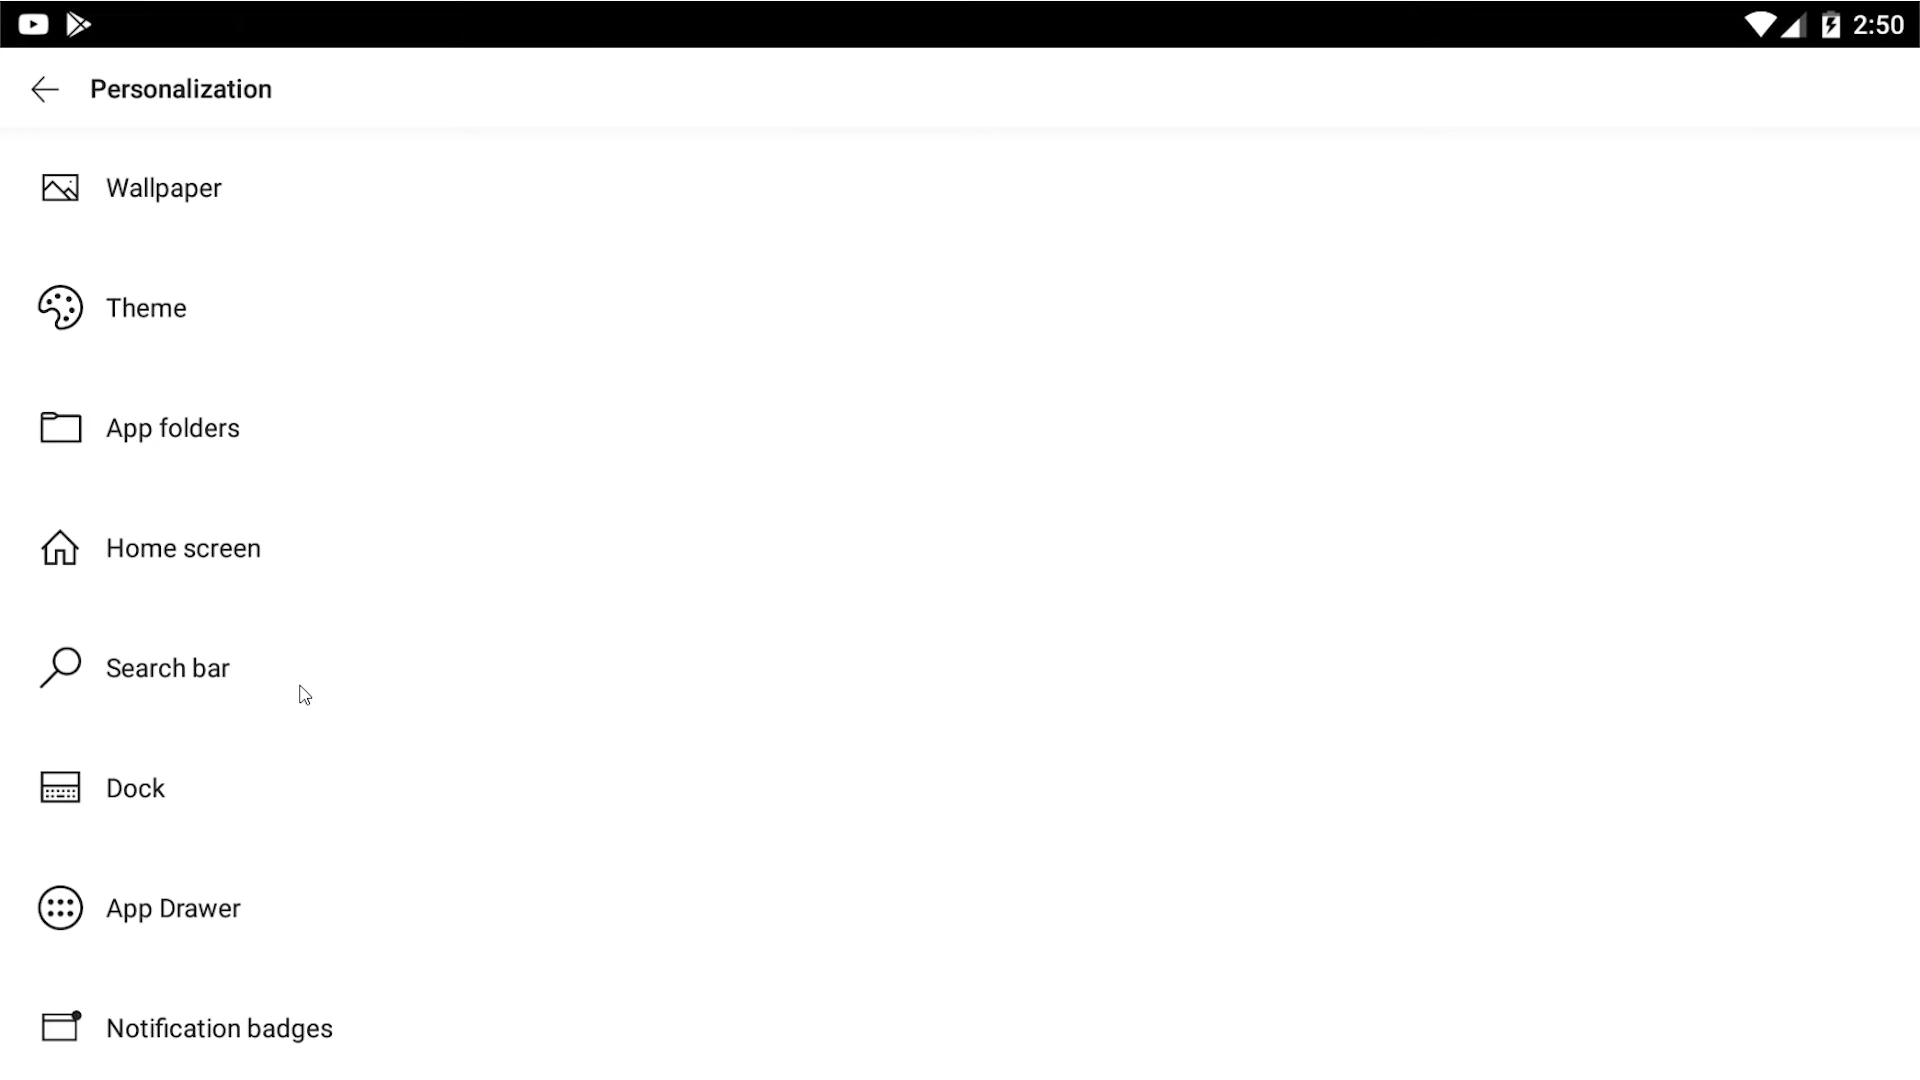 2:50
Personalization
Wallpaper
Theme
App folders
Home screen
Search bar
Dock
App Drawer
Notification badges